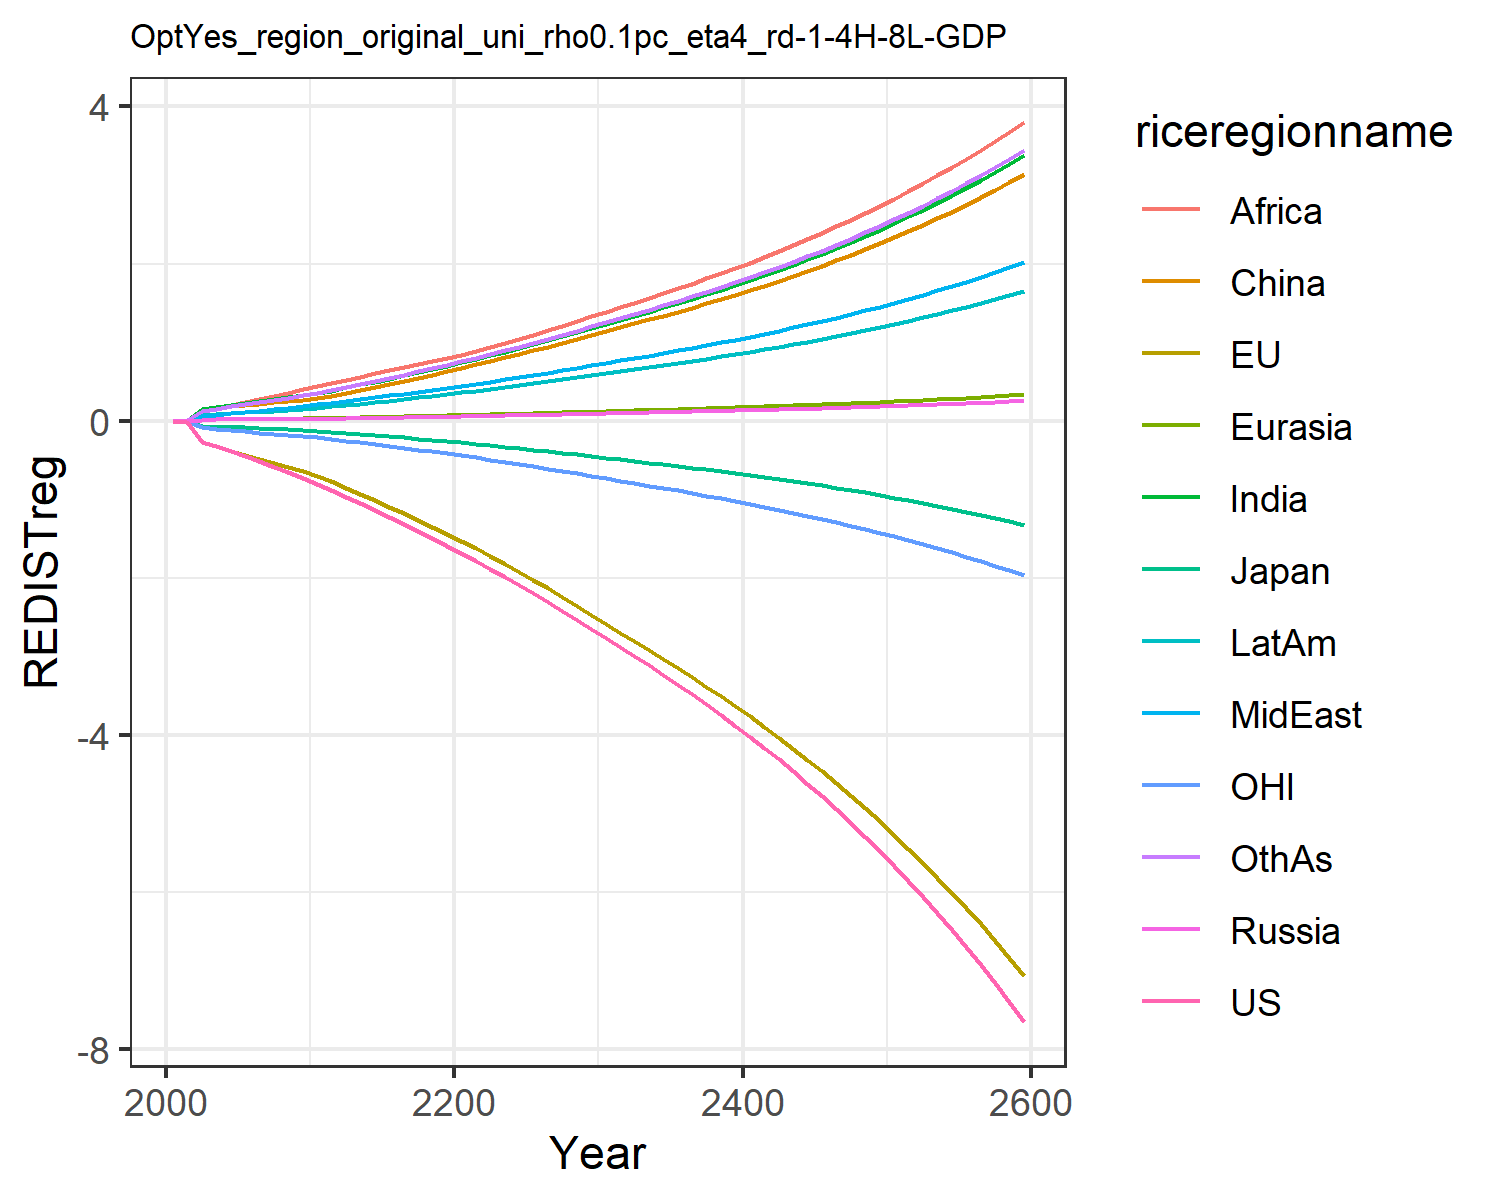 OptYes_region_original_uni_rho0.1pc_eta4_rd-1-4H-8L-GDP
4
0
-4
-8
REDISTreg
2000
2200
2400
2600
Year
riceregionname
Africa
China
EU
Eurasia
India
Japan
LatAm
MidEast
OHI
OthAs
Russia
US